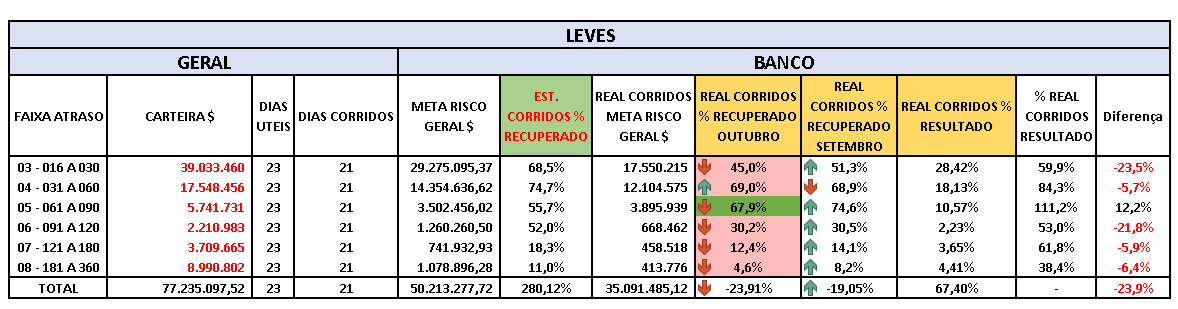 LEVES
GERAL BANCO
FAIXA ATRASO CARTEIRA $ DIAS UTEIS DIAS CORRIDOS META RISCO GERAL $ EST. CORRIDOS % RECUPERADO REAL CORRIDOS META RISCO GERAL $ REAL CORRIDOS % RECUPERADO OUTUBRO REAL CORRIDOS % RECUPERADO SETEMBRO REAL CORRIDOS % RESULTADO % REAL CORRIDOS RESULTADO Diferença
03 - 016 A 030 39.033.460 23 21 29.275.095,37 68,5% 17.550.215 45,0% 51,3% 28,42% 59,9% -23,5%
04 - 031 A 060 17.548.456 23 21 14.354.636,62 74,7% 12.104.575 69,0% 68,9% 18,13% 84,3% -5,7%
05 - 061 A 090 5.741.731 23 21 3.502.456,02 55,7% 3.895.939 67,9% 74,6% 10,57% 111,2% 12,2%
06 - 091 A 120 2.210.983 23 21 1.260.260,50 52,0% 668.462 30,2% 30,5% 2,23% 53,0% -21,8%
07 - 121 A 180 3.709.665 23 21 741.932,93 18,3% 458.518 12,4% 14,1% 3,65% 61,8% -5,9%
08 - 181 A 360 8.990.802 23 21 1.078.896,28 11,0% 413.776 4,6% 8,2% 4,41% 38,4% -6,4%
TOTAL 77.235.097,52 23 21 50.213.277,72 280,12% 35.091.485,12 -23,91% -19,05% 67,40% - -23,9%